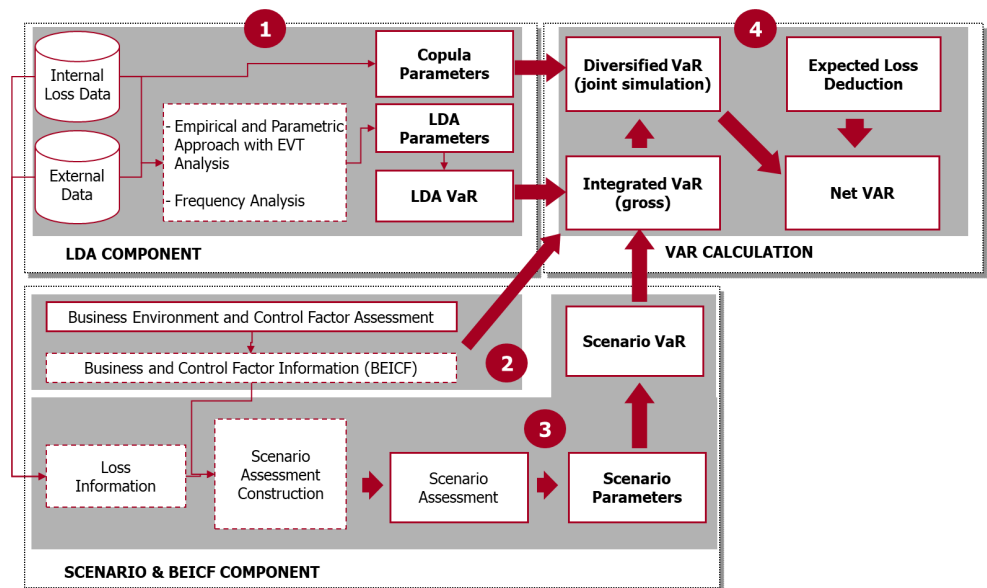 1
Internal
Loss Data
External
Data
- Empirical and Parametric
Approach with EVT
Analysis
- Frequency Analysis
Copula
Parameters
LDA
Parameters
LDA VaR
LDA COMPONENT
4
Diversified VaR
(joint simulation)
Expected Loss
Deduction
Integrated VaR
(gross)
Net VAR
VAR CALCULATION
Business Environment and Control Factor Assessment
Business and Control Factor Information (BEICF)
2
Scenario VaR
3
Loss
Information
Scenario
Assessment
Construction
Scenario
Assessment
Scenario
Parameters
SCENARIO & BEICF COMPONENT